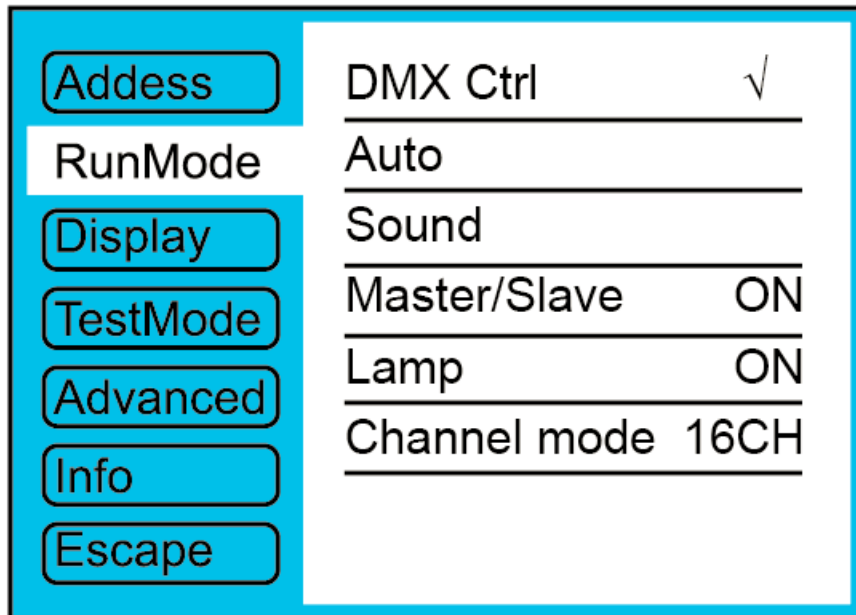 Addess
RunMode
Display
TestMode
Advanced
Info
Escape
DMX Ctrl √
Auto
Sound
Master/Slave ON
Lamp ON
Channel mode 16CH